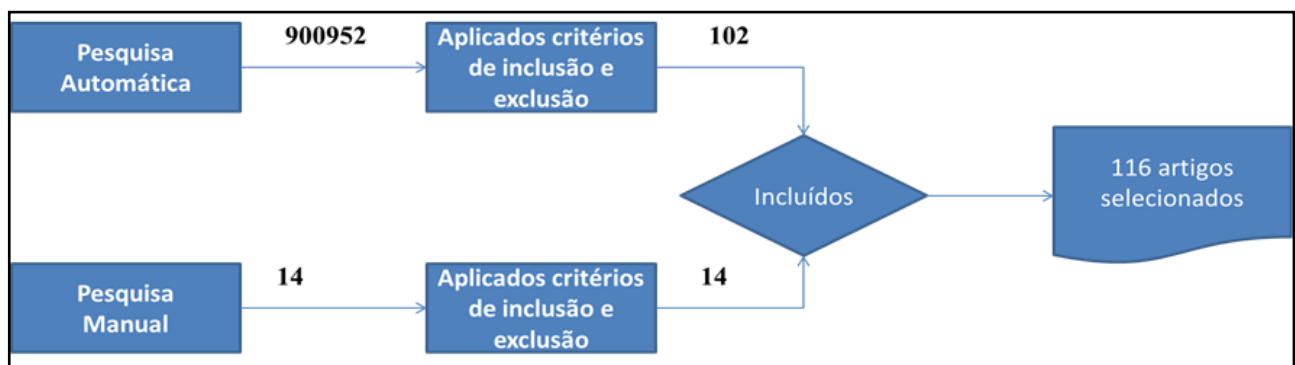 Pesquisa
Automática
900952
Aplicados critérios
de inclusão e
exclusão
102
Incluídos
116 artigos
selecionados
Pesquisa
Manual
14
Aplicados critérios
de inclusão e
exclusão
14